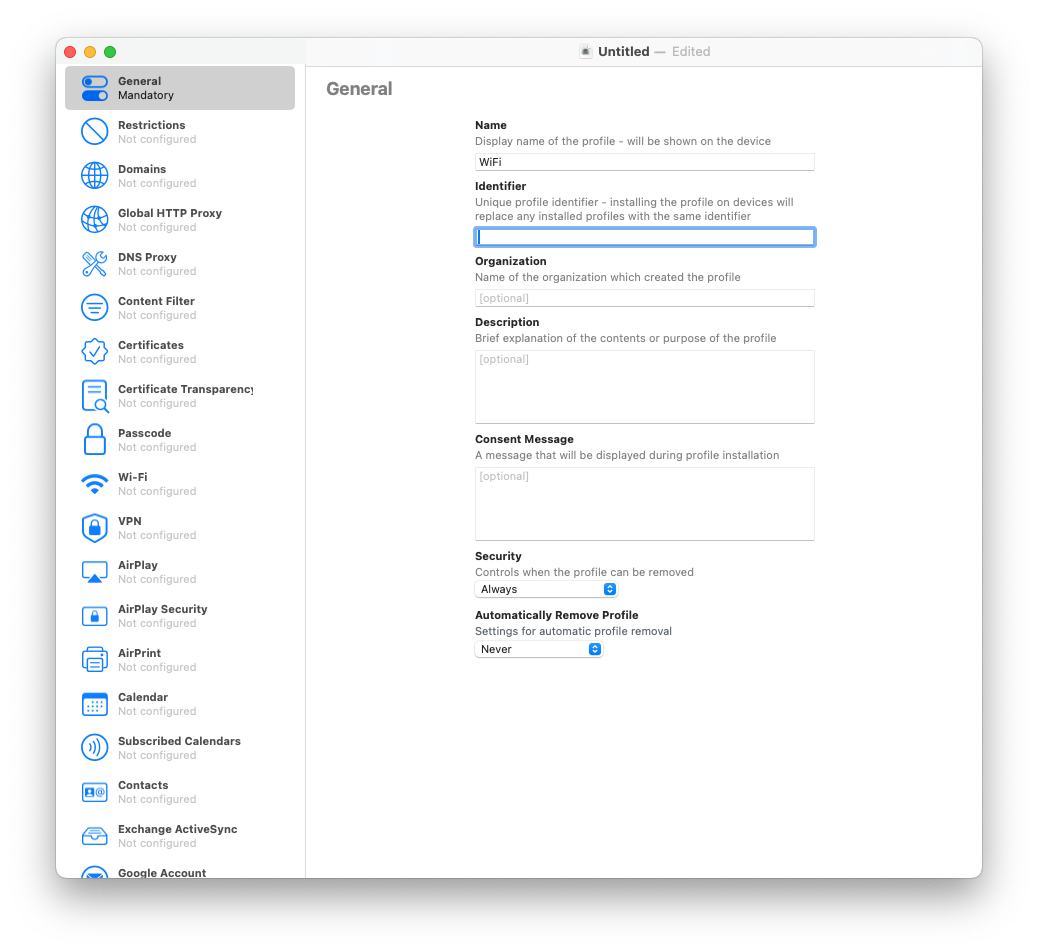 Untitled — Edited
General
Mandatory
Restrictions
Not configured
Domains
Not configured
Global HTTP Proxy
Not configured
DNS Proxy
Not configured
Content Filter
Not configured
Certificates
Not configured
Certificate Transparency
Not configured
Passcode
Not configured
Wi-Fi
Not configured
VPN
Not configured
AirPlay
Not configured
AirPlay Security
Not configured
AirPrint
Not configured
Calendar
Not configured
Subscribed Calendars
Not configured
Contacts
Not configured
Exchange ActiveSync
Not configured
Google Account
General
Name
Display name of the profile - will be shown on the device
WiFi
Identifier
Unique profile identifier - installing the profile on devices will
replace any installed profiles with the same identifier
Organization
Name of the organization which created the profile
[optional]
Description
Brief explanation of the contents or purpose of the profile
[optional]
Consent Message
A message that will be displayed during profile installation
[optional]
Security
Controls when the profile can be removed
Always
Automatically Remove Profile
Settings for automatic profile removal
Never